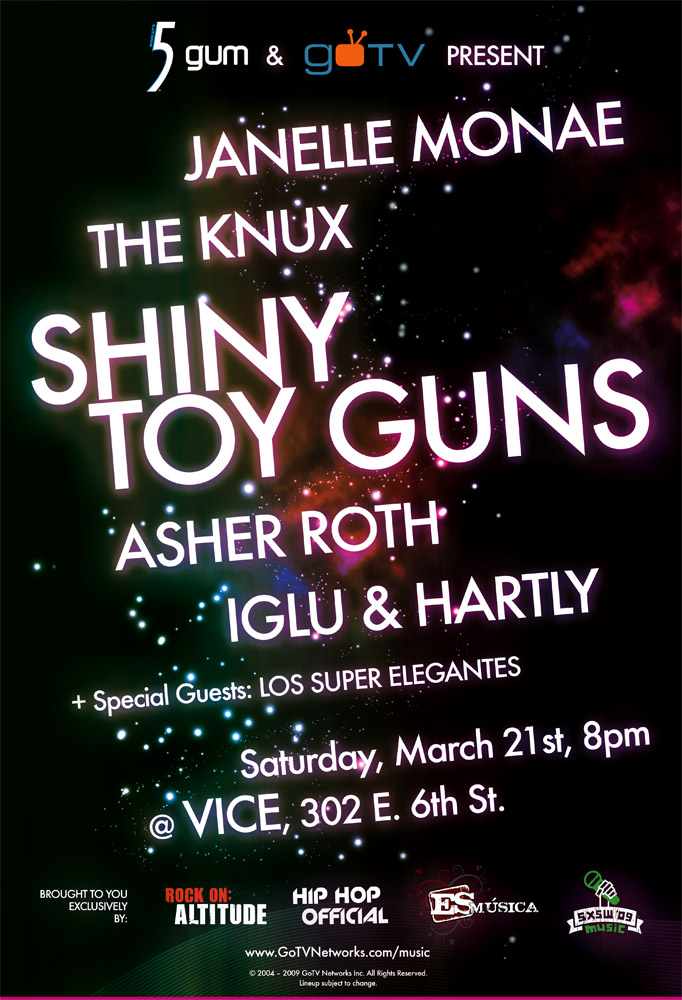 5 gum & goTV PRESENT
JANELLE MONAE
THE KNUX
SHINY
TOY GUNS
ASHER ROTH
IGLU & HARTLY
+ Special Guests: LOS SUPER ELEGANTES
Saturday, March 21st, 8pm
@ VICE, 302 E. 6th St.
BROUGHT TO YOU
EXCLUSIVELY
BY:
ROCK ON:
ALTITUDE
HIP HOP
OFFICIAL
ES MÚSICA
SXSW '09
MUSIC
www.GoTVNetworks.com/music
© 2004 – 2009 GoTV Networks Inc. All Rights Reserved.
Lineup subject to change.